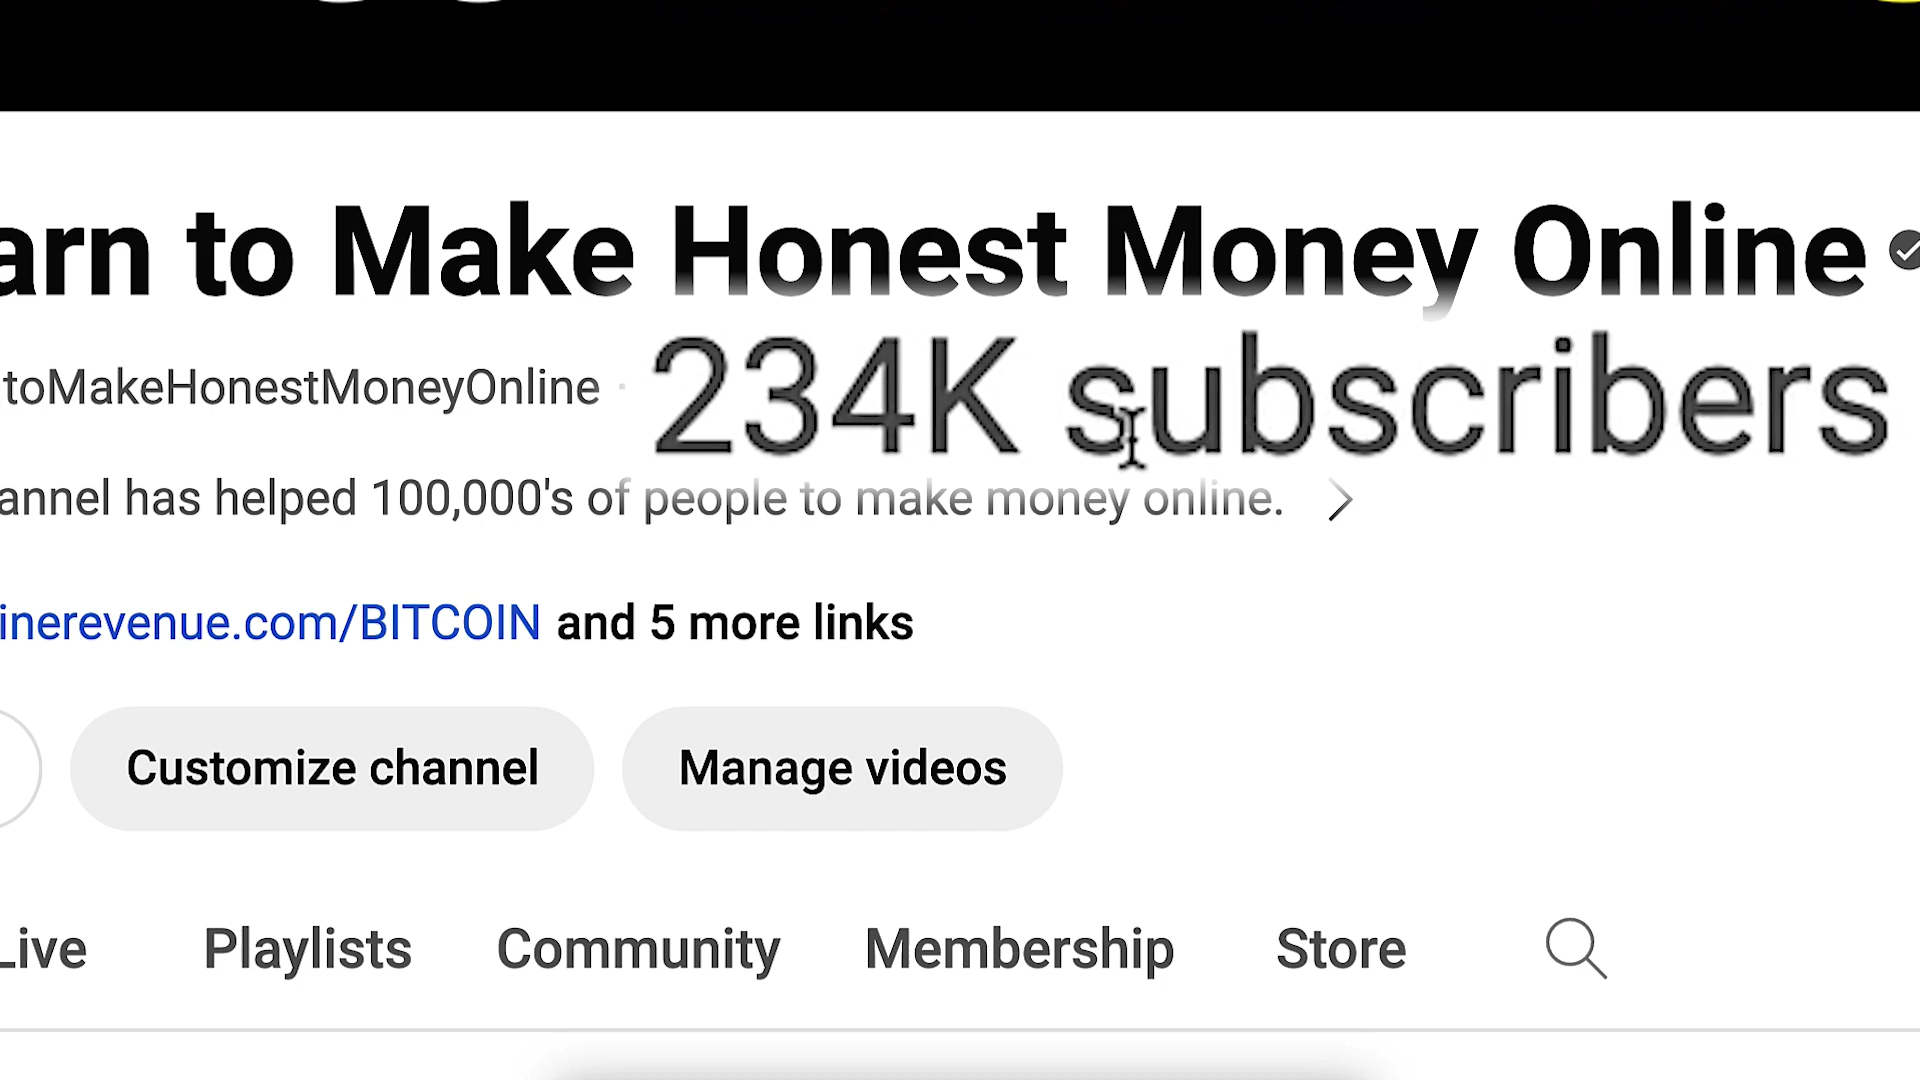 arn to Make Honest Money Online
toMakeHonestMoneyOnline · 234K subscribers
annel has helped 100,000's of people to make money online.
inerevenue.com/BITCOIN and 5 more links
Customize channel Manage videos
Live Playlists Community Membership Store